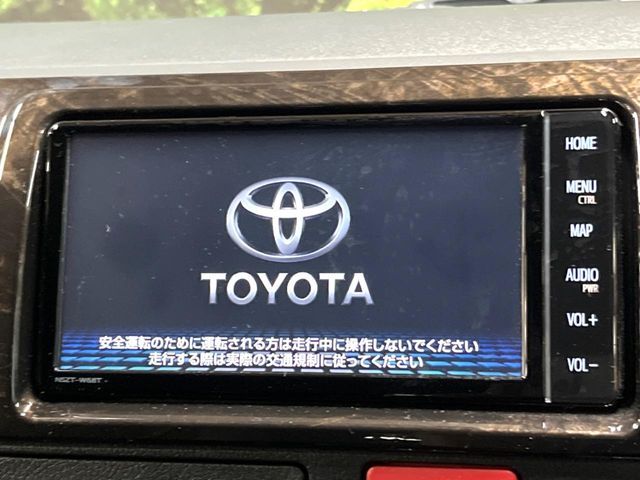 TOYOTA
安全運転のために運転される方は走行中に操作しないでください
走行する際は実際の交通規制に従ってください
NSZT-W68T
HOME
MENU
CTRL
MAP
AUDIO
PWR
VOL+
VOL-